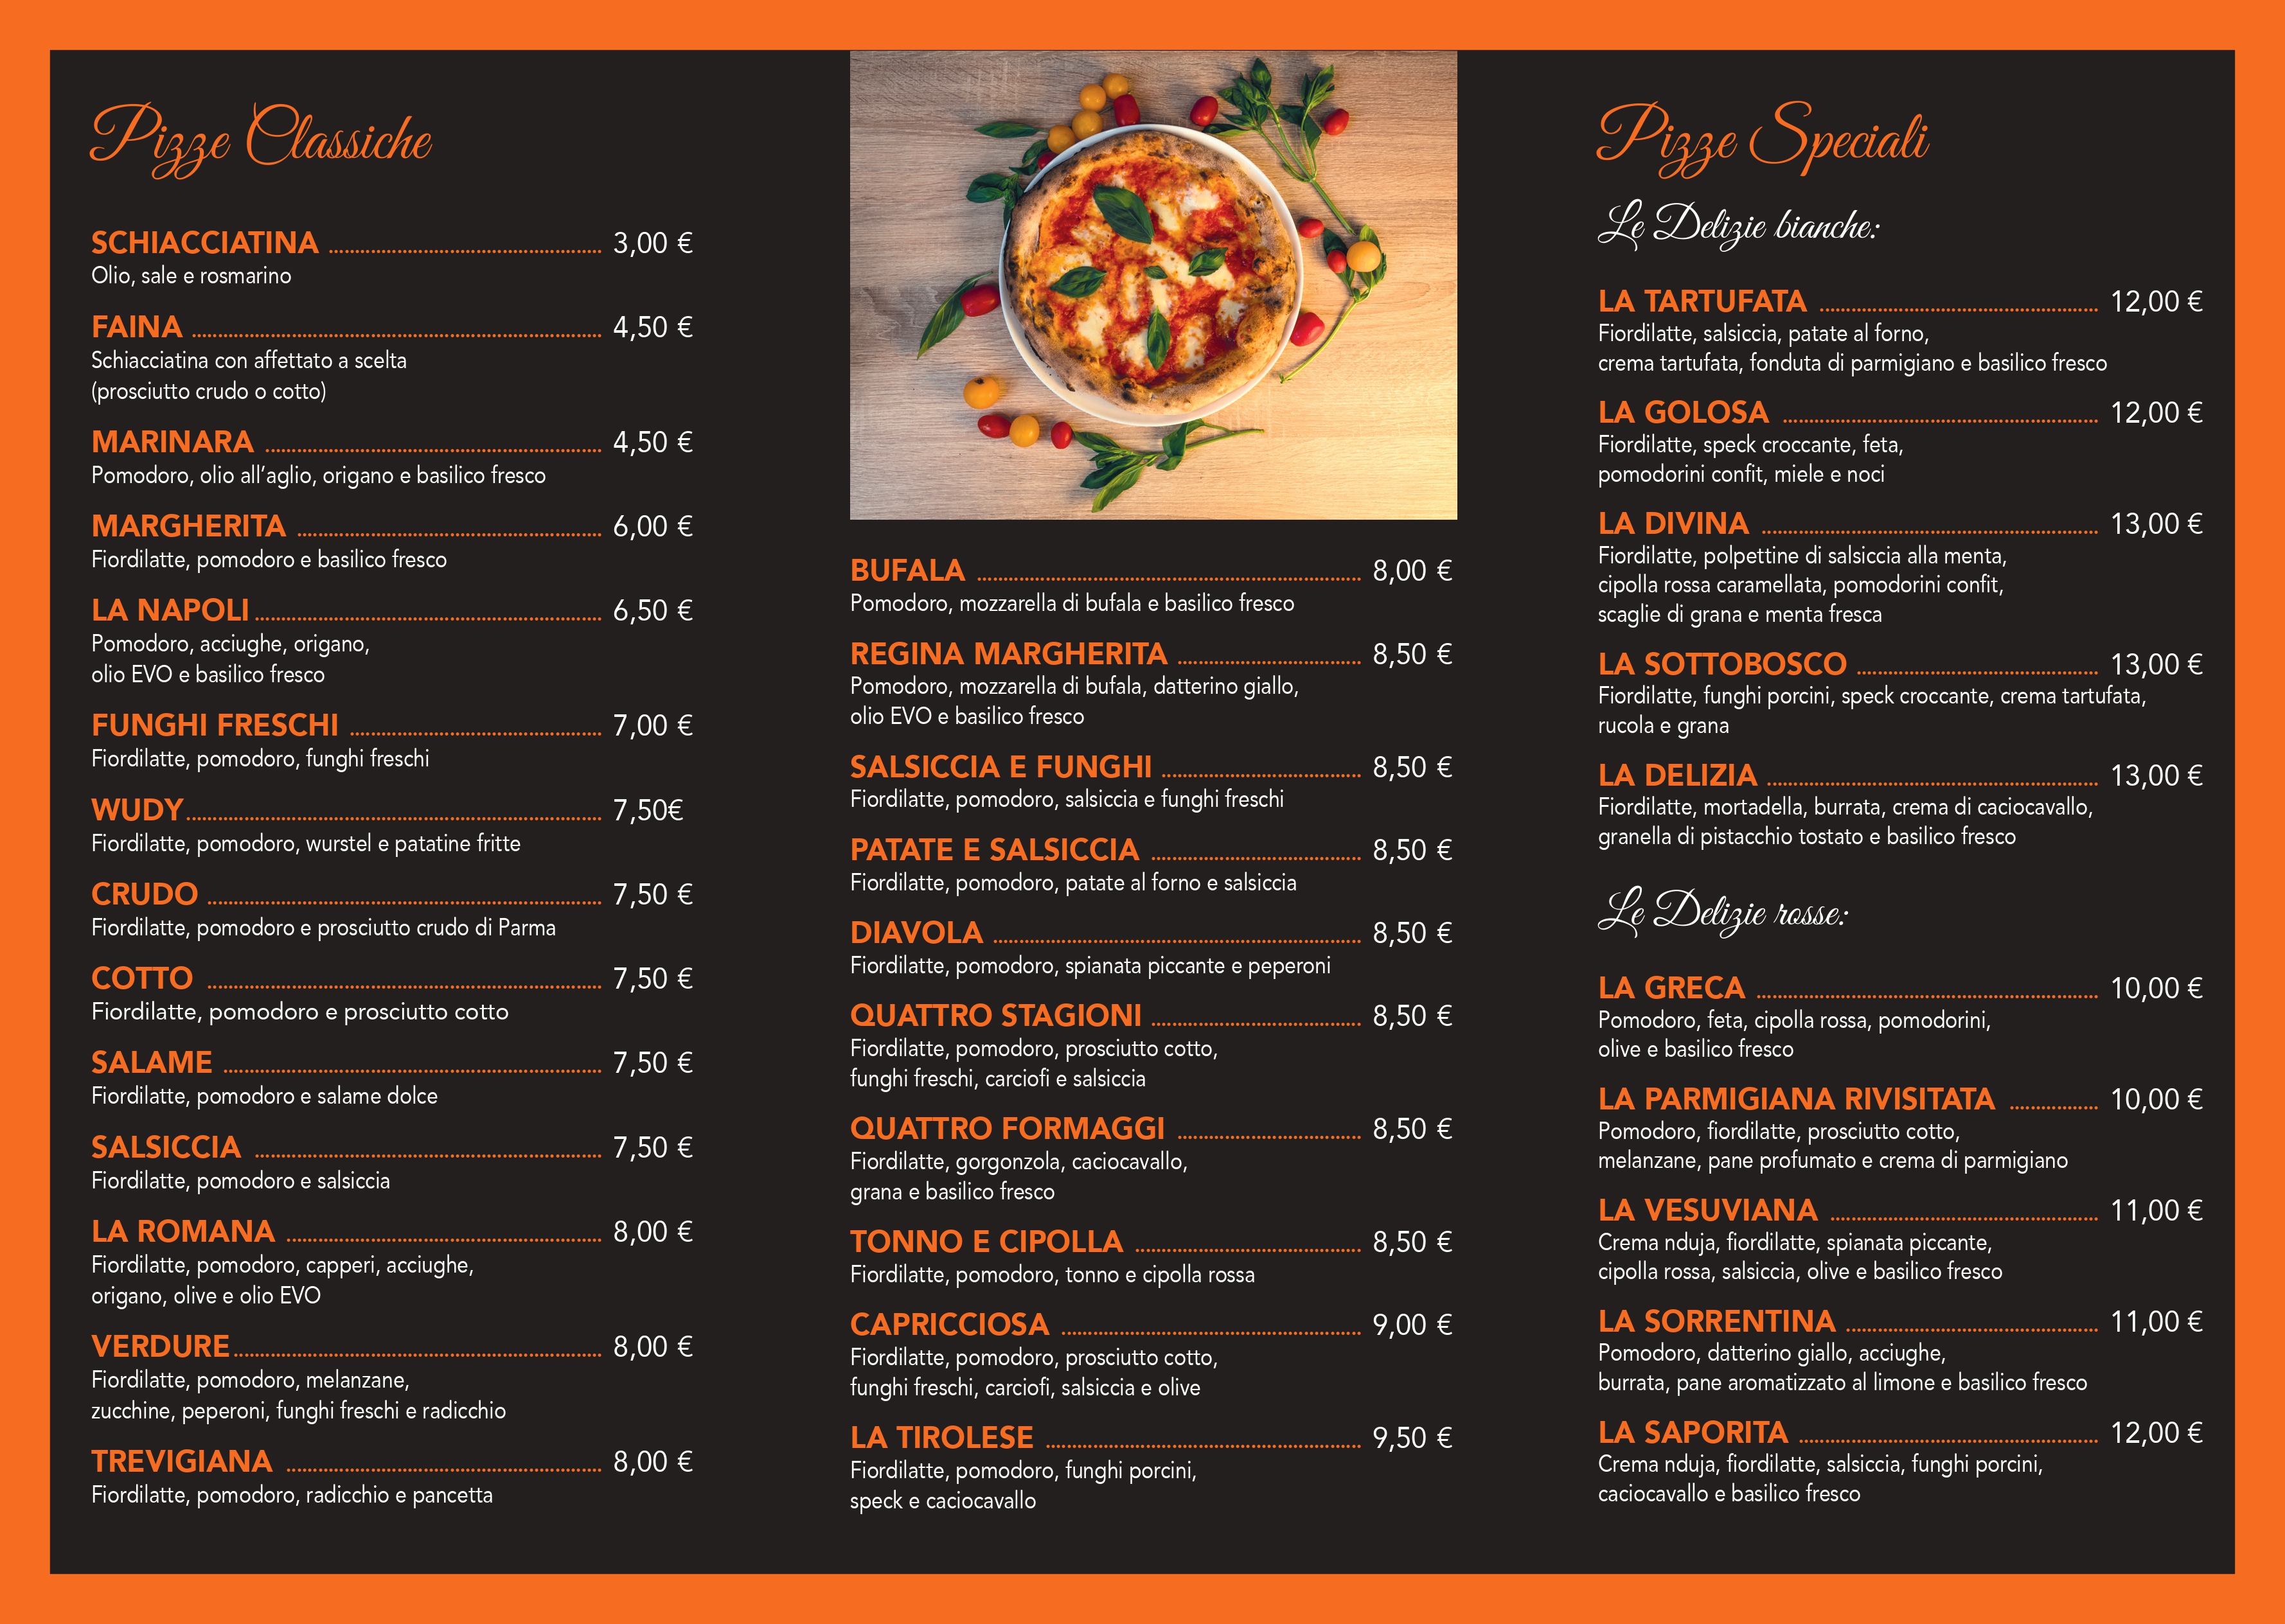 Pizze Classiche
SCHIACCIATINA ........ 3,00 €
Olio, sale e rosmarino
FAINA ........ 4,50 €
Schiacciatina con affettato a scelta
(prosciutto crudo o cotto)
MARINARA ........ 4,50 €
Pomodoro, olio all’aglio, origano e basilico fresco
MARGHERITA ........ 6,00 €
Fiordilatte, pomodoro e basilico fresco
LA NAPOLI ........ 6,50 €
Pomodoro, acciughe, origano,
olio EVO e basilico fresco
FUNGHI FRESCHI ........ 7,00 €
Fiordilatte, pomodoro, funghi freschi
WUDY ........ 7,50€
Fiordilatte, pomodoro, wurstel e patatine fritte
CRUDO ........ 7,50 €
Fiordilatte, pomodoro e prosciutto crudo di Parma
COTTO ........ 7,50 €
Fiordilatte, pomodoro e prosciutto cotto
SALAME ........ 7,50 €
Fiordilatte, pomodoro e salame dolce
SALSICCIA ........ 7,50 €
Fiordilatte, pomodoro e salsiccia
LA ROMANA ........ 8,00 €
Fiordilatte, pomodoro, capperi, acciughe,
origano, olive e olio EVO
VERDURE ........ 8,00 €
Fiordilatte, pomodoro, melanzane,
zucchine, peperoni, funghi freschi e radicchio
TREVIGIANA ........ 8,00 €
Fiordilatte, pomodoro, radicchio e pancetta
BUFALA ........ 8,00 €
Pomodoro, mozzarella di bufala e basilico fresco
REGINA MARGHERITA ........ 8,50 €
Pomodoro, mozzarella di bufala, datterino giallo,
olio EVO e basilico fresco
SALSICCIA E FUNGHI ........ 8,50 €
Fiordilatte, pomodoro, salsiccia e funghi freschi
PATATE E SALSICCIA ........ 8,50 €
Fiordilatte, pomodoro, patate al forno e salsiccia
DIAVOLA ........ 8,50 €
Fiordilatte, pomodoro, spianata piccante e peperoni
QUATTRO STAGIONI ........ 8,50 €
Fiordilatte, pomodoro, prosciutto cotto,
funghi freschi, carciofi e salsiccia
QUATTRO FORMAGGI ........ 8,50 €
Fiordilatte, gorgonzola, caciocavallo,
grana e basilico fresco
TONNO E CIPOLLA ........ 8,50 €
Fiordilatte, pomodoro, tonno e cipolla rossa
CAPRICCIOSA ........ 9,00 €
Fiordilatte, pomodoro, prosciutto cotto,
funghi freschi, carciofi, salsiccia e olive
LA TIROLESE ........ 9,50 €
Fiordilatte, pomodoro, funghi porcini,
speck e caciocavallo
Pizze Speciali
Le Delizie bianche:
LA TARTUFATA ........ 12,00 €
Fiordilatte, salsiccia, patate al forno,
crema tartufata, fonduta di parmigiano e basilico fresco
LA GOLOSA ........ 12,00 €
Fiordilatte, speck croccante, feta,
pomodorini confit, miele e noci
LA DIVINA ........ 13,00 €
Fiordilatte, polpettine di salsiccia alla menta,
cipolla rossa caramellata, pomodorini confit,
scaglie di grana e menta fresca
LA SOTTOBOSCO ........ 13,00 €
Fiordilatte, funghi porcini, speck croccante, crema tartufata,
rucola e grana
LA DELIZIA ........ 13,00 €
Fiordilatte, mortadella, burrata, crema di caciocavallo,
granella di pistacchio tostato e basilico fresco
Le Delizie rosse:
LA GRECA ........ 10,00 €
Pomodoro, feta, cipolla rossa, pomodorini,
olive e basilico fresco
LA PARMIGIANA RIVISITATA ........ 10,00 €
Pomodoro, fiordilatte, prosciutto cotto,
melanzane, pane profumato e crema di parmigiano
LA VESUVIANA ........ 11,00 €
Crema nduja, fiordilatte, spianata piccante,
cipolla rossa, salsiccia, olive e basilico fresco
LA SORRENTINA ........ 11,00 €
Pomodoro, datterino giallo, acciughe,
burrata, pane aromatizzato al limone e basilico fresco
LA SAPORITA ........ 12,00 €
Crema nduja, fiordilatte, salsiccia, funghi porcini,
caciocavallo e basilico fresco